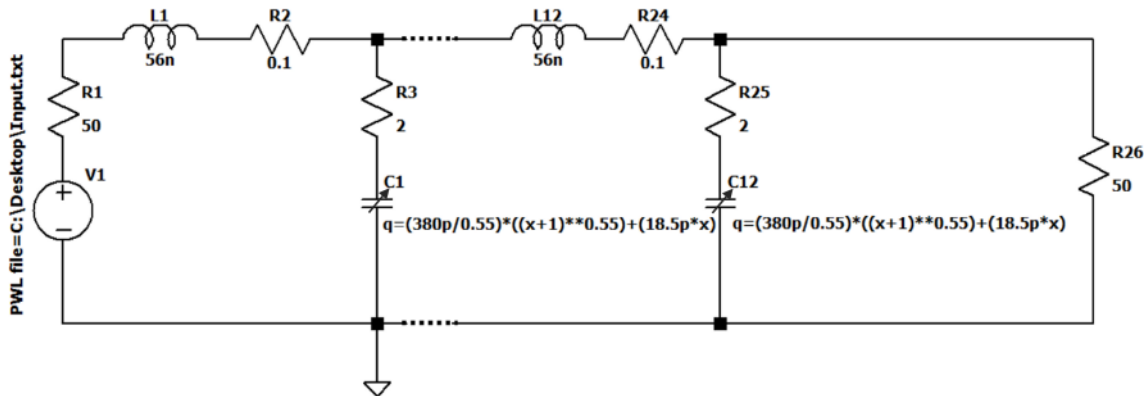 L1
56n
R2
0.1
L12
56n
R24
0.1
R1
50
R3
2
R25
2
R26
50
PWL file=C:\Desktop\Input.txt
V1
C1
q=(380p/0.55)*((x+1)**0.55)+(18.5p*x)
C12
q=(380p/0.55)*((x+1)**0.55)+(18.5p*x)